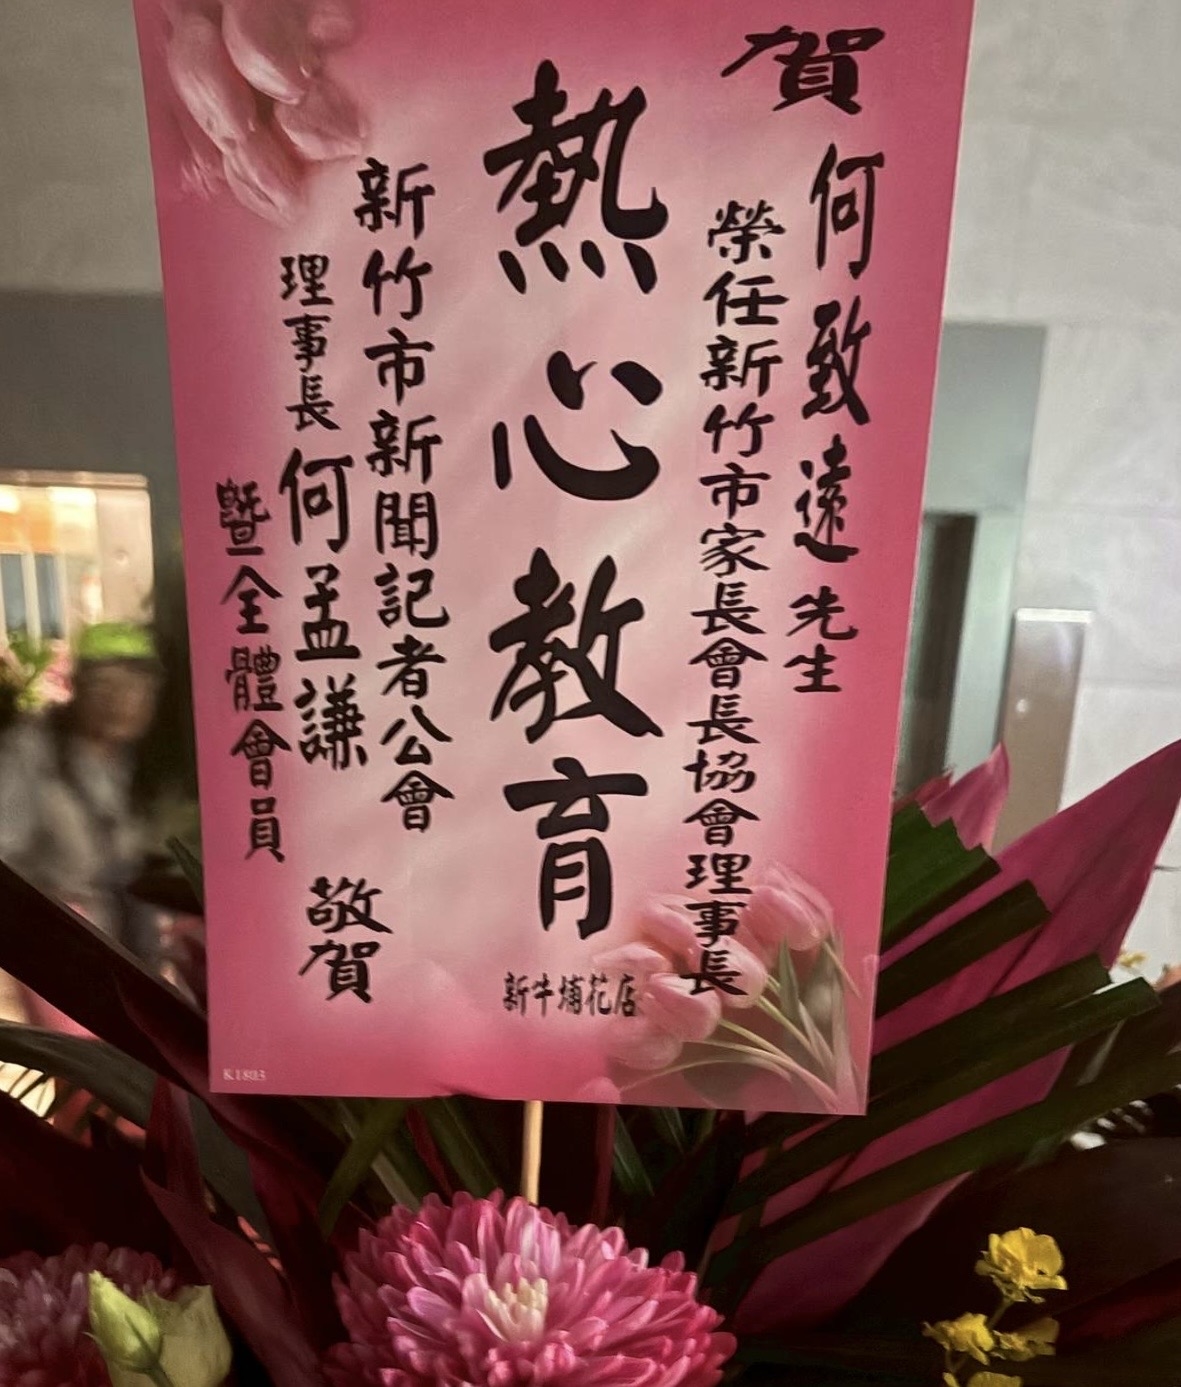 賀
何致遠先生
榮任新竹市家長會長協會理事長
熱心教育
新竹市新聞記者公會
理事長何孟謙
暨全體會員
敬賀
新牛埔花店
K1803